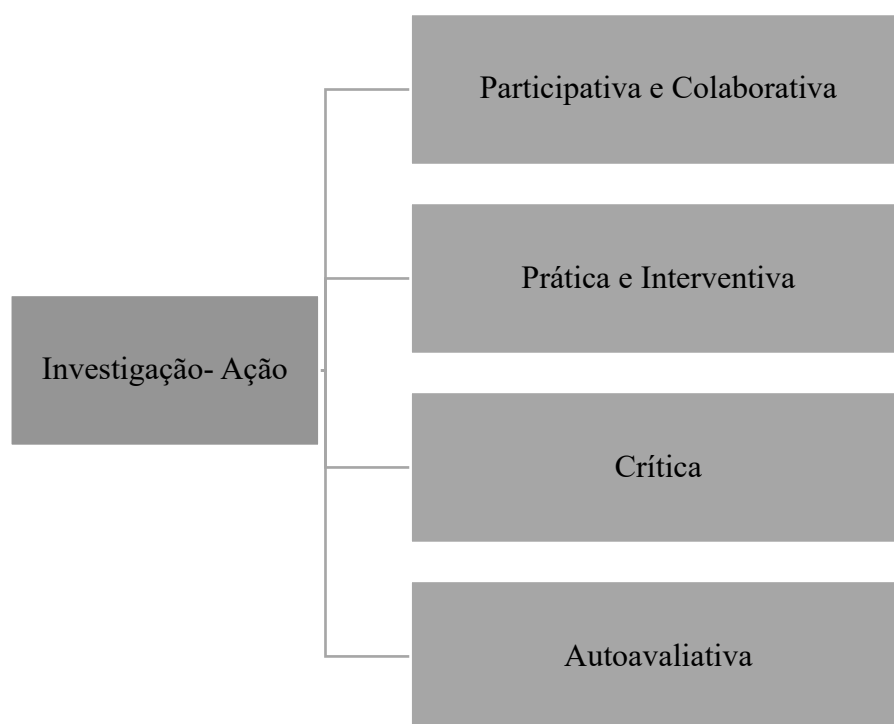 Participativa e Colaborativa
Prática e Interventiva
Investigação- Ação
Crítica
Autoavaliativa